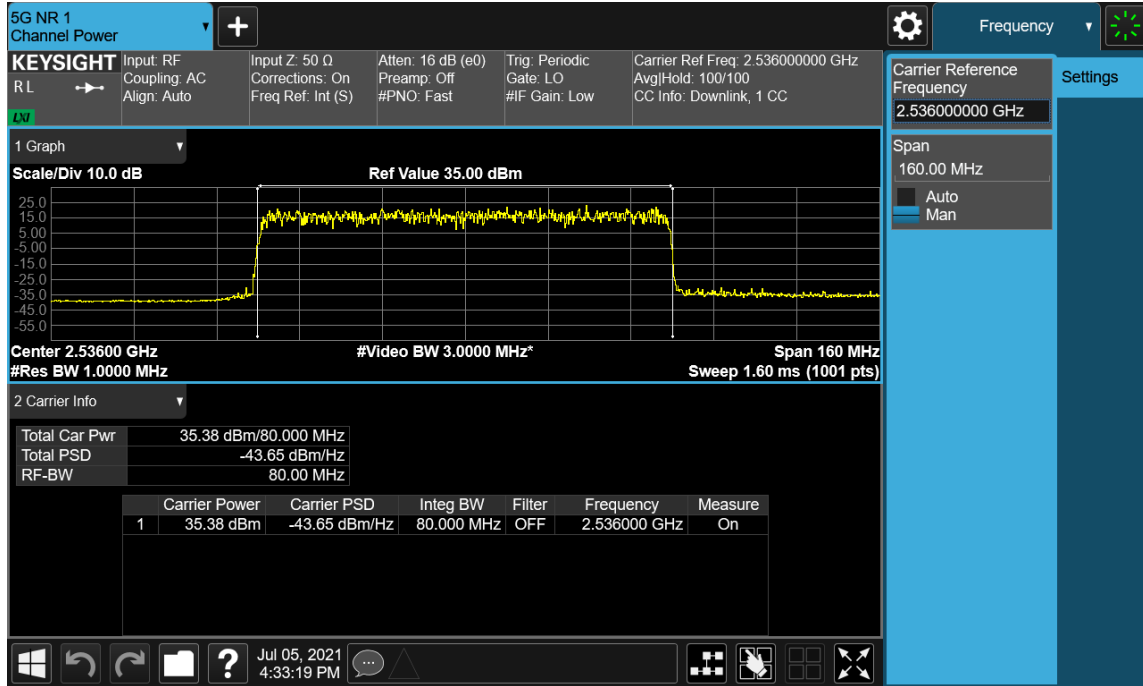 5G NR 1
Channel Power
+
Frequency
KEYSIGHT
R L
LXI
Input: RF
Coupling: AC
Align: Auto
Input Z: 50 Ω
Corrections: On
Freq Ref: Int (S)
Atten: 16 dB (e0)
Preamp: Off
#PNO: Fast
Trig: Periodic
Gate: LO
#IF Gain: Low
Carrier Ref Freq: 2.536000000 GHz
Avg|Hold: 100/100
CC Info: Downlink, 1 CC
Carrier Reference
Frequency
2.536000000 GHz
Settings
Span
160.00 MHz
Auto
Man
1 Graph
Scale/Div 10.0 dB
Ref Value 35.00 dBm
25.0
15.0
5.00
-5.00
-15.0
-25.0
-35.0
-45.0
-55.0
Center 2.53600 GHz
#Video BW 3.0000 MHz*
Span 160 MHz
#Res BW 1.0000 MHz
Sweep 1.60 ms (1001 pts)
2 Carrier Info
Total Car Pwr 35.38 dBm/80.000 MHz
Total PSD -43.65 dBm/Hz
RF-BW 80.00 MHz
Carrier Power Carrier PSD Integ BW Filter Frequency Measure
1 35.38 dBm -43.65 dBm/Hz 80.000 MHz OFF 2.536000 GHz On
?
Jul 05, 2021
4:33:19 PM